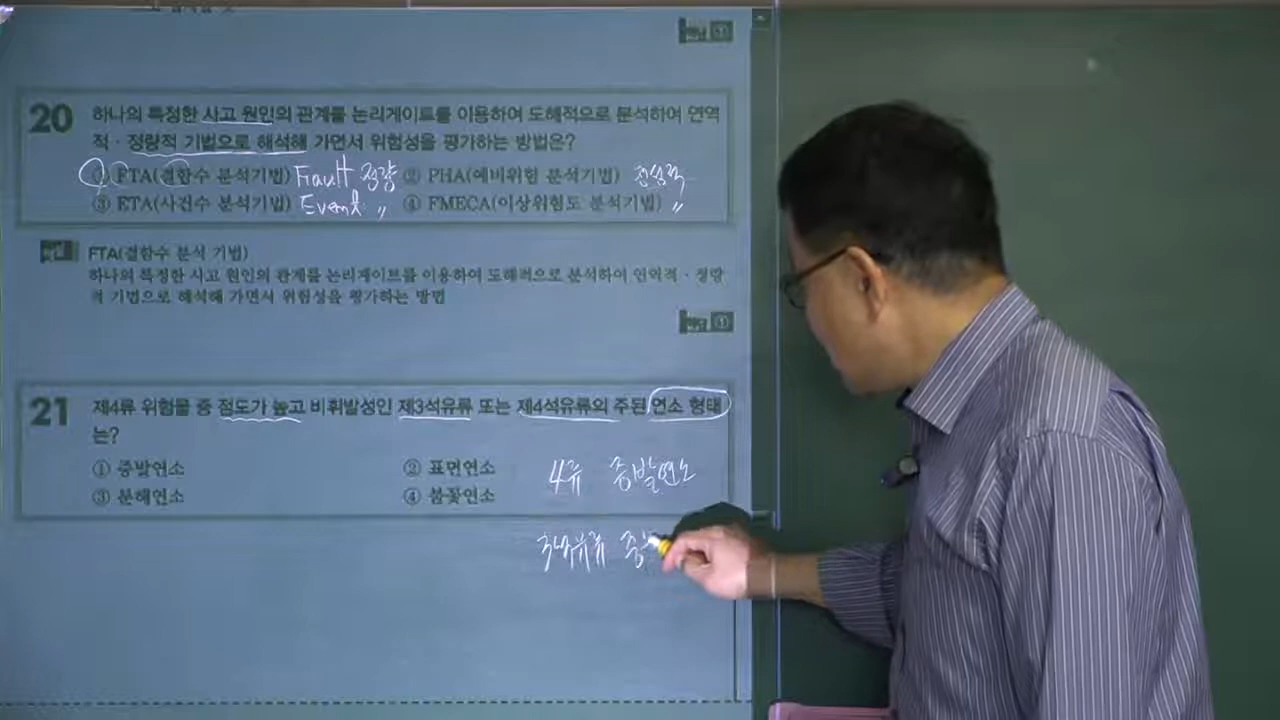 20 하나의 특정한 사고 원인의 관계를 논리게이트를 이용하여 도해적으로 분석하여 연역
적·정량적 기법으로 해석해 가면서 위험성을 평가하는 방법은?
① FTA(결함수 분석기법) Fault 정량 ② PHA(예비위험 분석기법) 정성적
③ ETA(사건수 분석기법) Event 〃 ④ FMECA(이상위험도 분석기법) 〃
해설 FTA(결함수 분석 기법)
하나의 특정한 사고 원인의 관계를 논리게이트를 이용하여 도해적으로 분석하여 연역적·정량
적 기법으로 해석해 가면서 위험성을 평가하는 방법
①
21 제4류 위험물 중 점도가 높고 비휘발성인 제3석유류 또는 제4석유류의 주된 연소 형태
는?
① 증발연소 ② 표면연소 4류 증발연소
③ 분해연소 ④ 불꽃연소